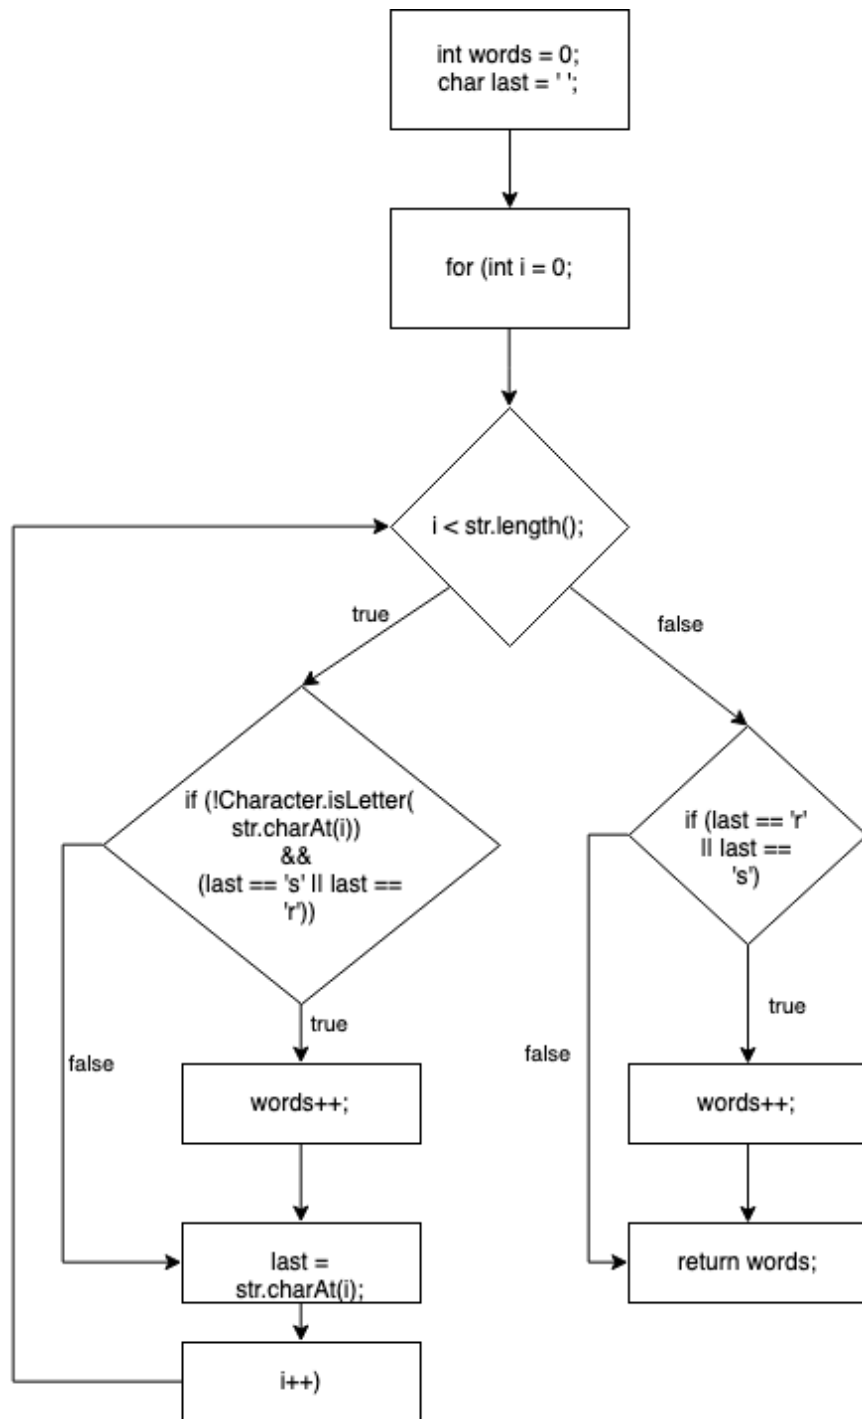 int words = 0;
char last = ' ';
for (int i = 0;
i < str.length();
true
false
if (!Character.isLetter(
str.charAt(i))
&&
(last == 's' || last ==
'r'))
if (last == 'r'
|| last ==
's')
true
true
false
false
words++;
words++;
last =
str.charAt(i);
return words;
i++)